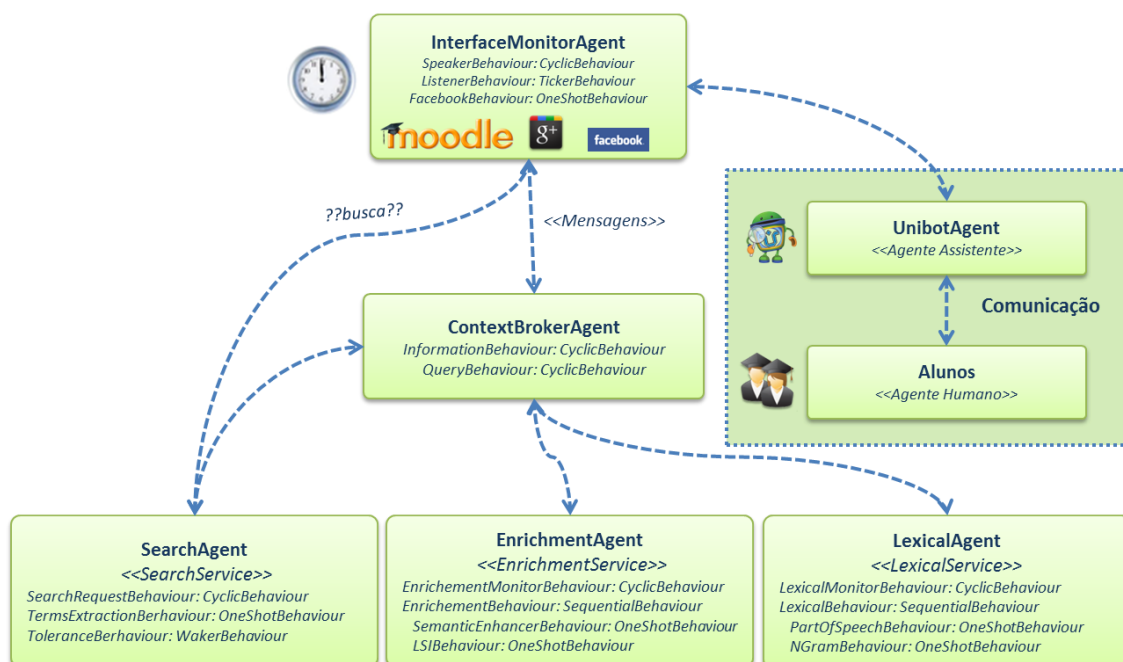 InterfaceMonitorAgent
SpeakerBehaviour: CyclicBehaviour
ListenerBehaviour: TickerBehaviour
FacebookBehaviour: OneShotBehaviour
moodle
g+
facebook
??busca??
<<Mensagens>>
UnibotAgent
<<Agente Assistente>>
Comunicação
Alunos
<<Agente Humano>>
ContextBrokerAgent
InformationBehaviour: CyclicBehaviour
QueryBehaviour: CyclicBehaviour
SearchAgent
<<SearchService>>
SearchRequestBehaviour: CyclicBehaviour
TermsExtractionBerhaviour: OneShotBehaviour
ToleranceBerhaviour: WakerBehaviour
EnrichmentAgent
<<EnrichmentService>>
EnrichementMonitorBehaviour: CyclicBehaviour
EnrichementBehaviour: SequentialBehaviour
SemanticEnhancerBehaviour: OneShotBehaviour
LSIBehaviour: OneShotBehaviour
LexicalAgent
<<LexicalService>>
LexicalMonitorBehaviour: CyclicBehaviour
LexicalBehaviour: SequentialBehaviour
PartOfSpeechBehaviour: OneShotBehaviour
NGramBehaviour: OneShotBehaviour